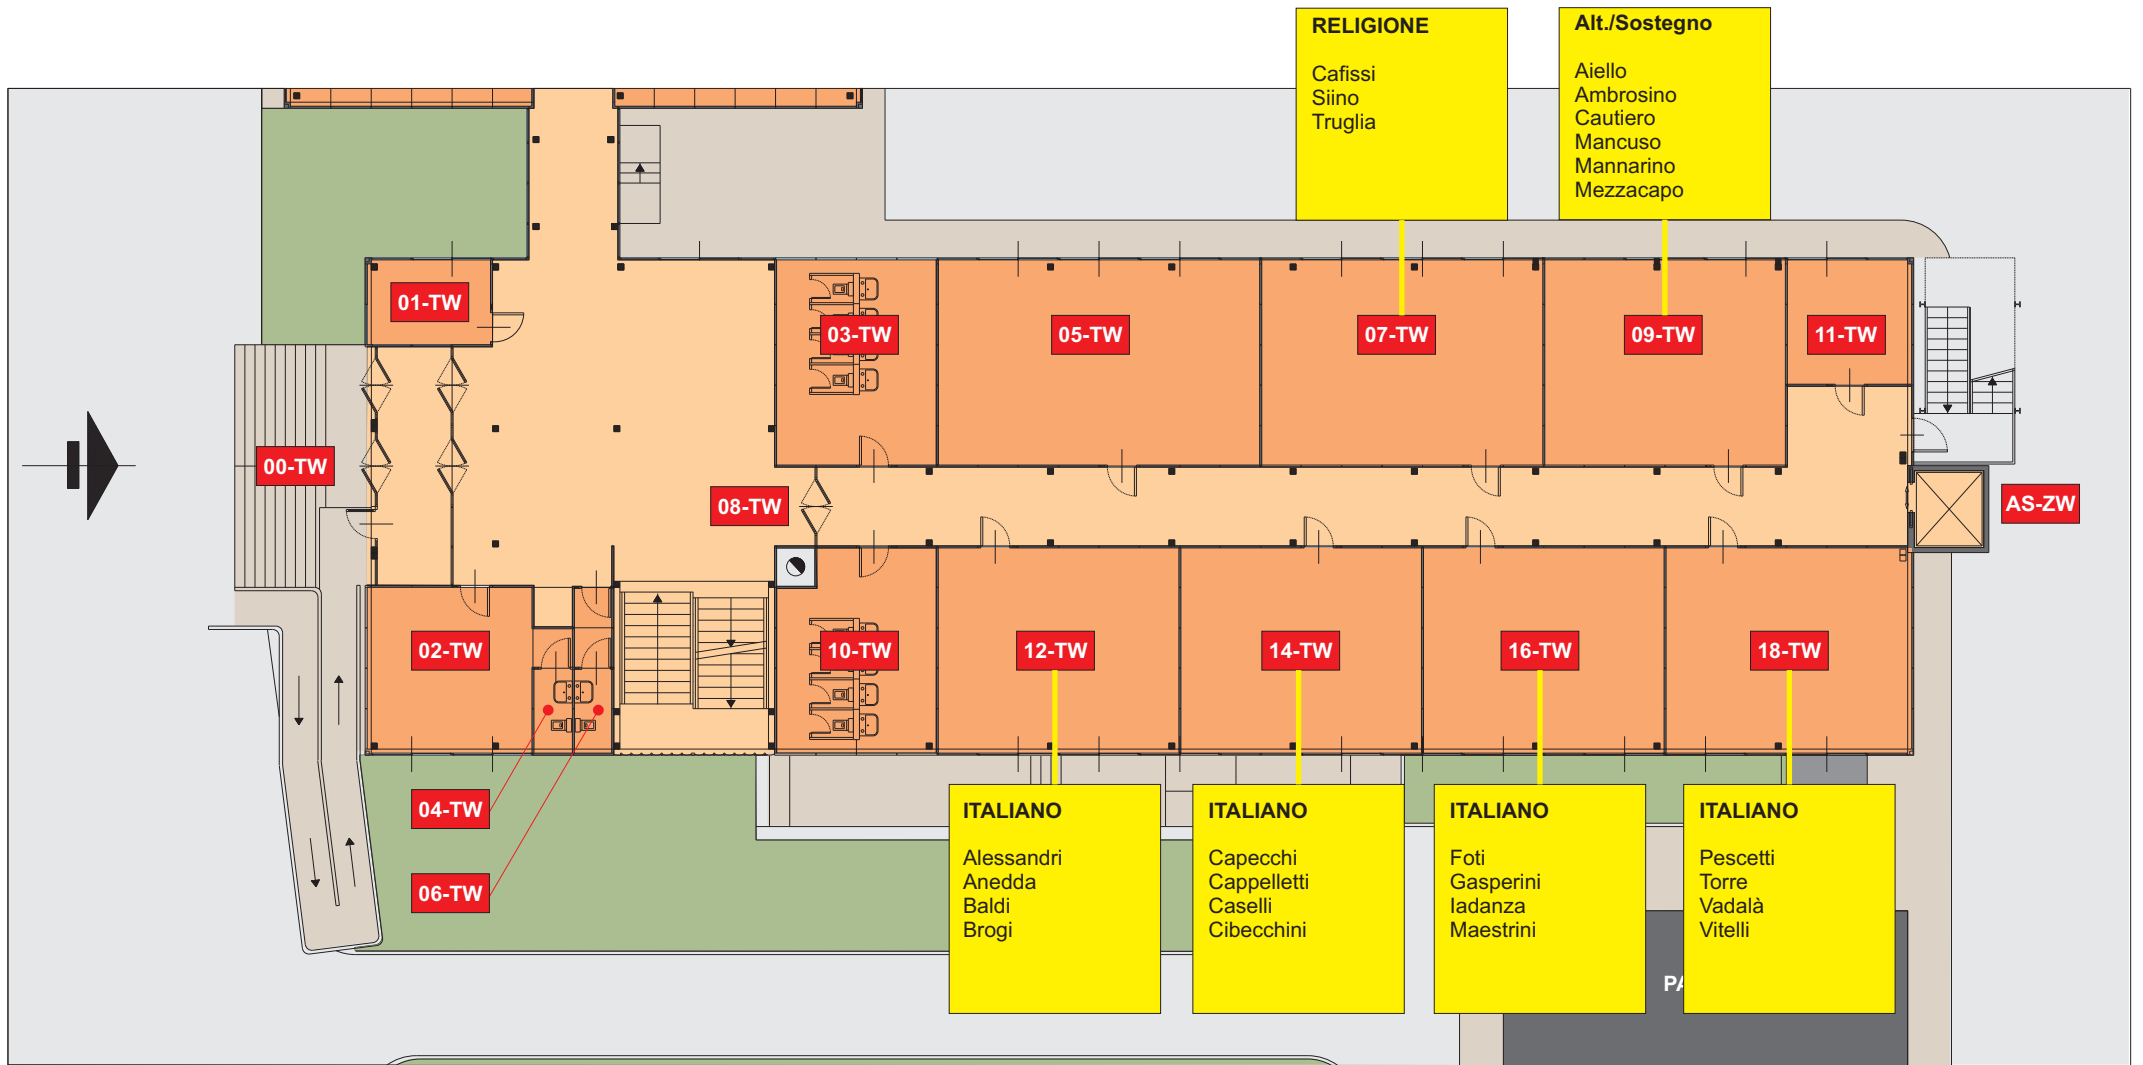 RELIGIONE
Cafissi
Siino
Truglia
Alt./Sostegno
Aiello
Ambrosino
Cautiero
Mancuso
Mannarino
Mezzacapo
01-TW
03-TW
05-TW
07-TW
09-TW
11-TW
00-TW
08-TW
AS-ZW
02-TW
10-TW
12-TW
14-TW
16-TW
18-TW
04-TW
06-TW
ITALIANO
Alessandri
Anedda
Baldi
Brogi
ITALIANO
Capecchi
Cappelletti
Caselli
Cibecchini
ITALIANO
Foti
Gasperini
Iadanza
Maestrini
ITALIANO
Pescetti
Torre
Vadalà
Vitelli